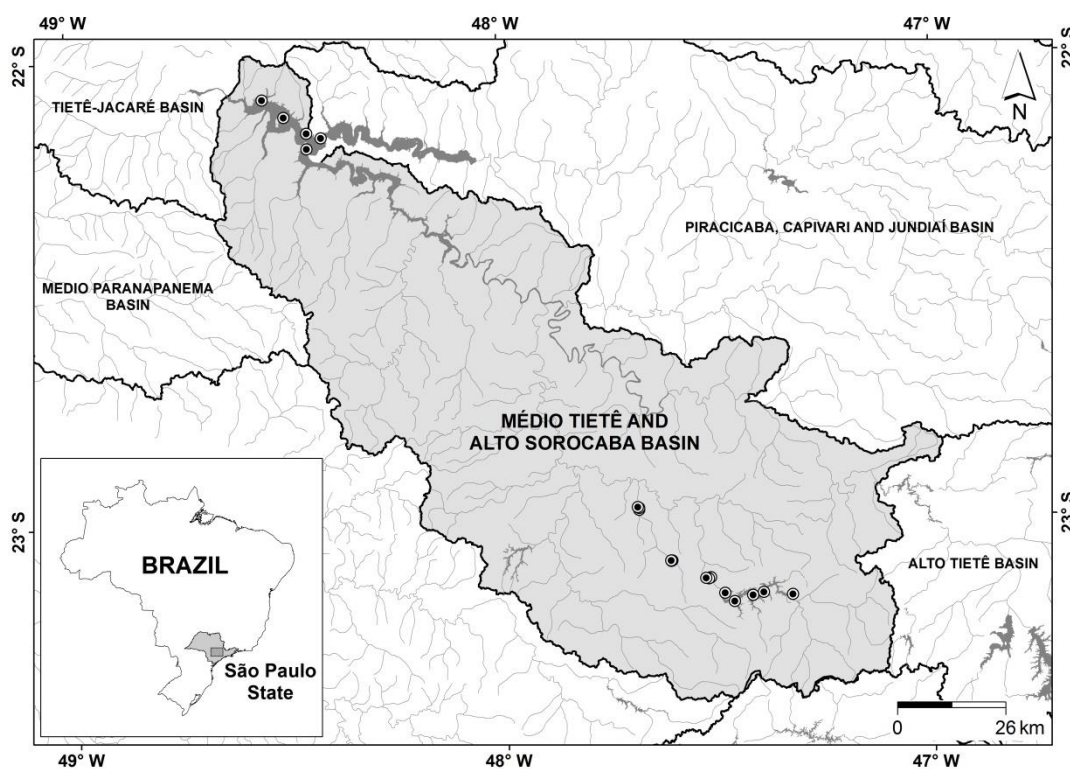 49° W 48° W 47° W
22° S
22° S
N
TIETÊ-JACARÉ BASIN
PIRACICABA, CAPIVARI AND JUNDIAÍ BASIN
MEDIO PARANAPANEMA
BASIN
MÉDIO TIETÊ AND
ALTO SOROCABA BASIN
23° S
23° S
BRAZIL
ALTO TIETÊ BASIN
São Paulo
State
0 26 km
49° W 48° W 47° W